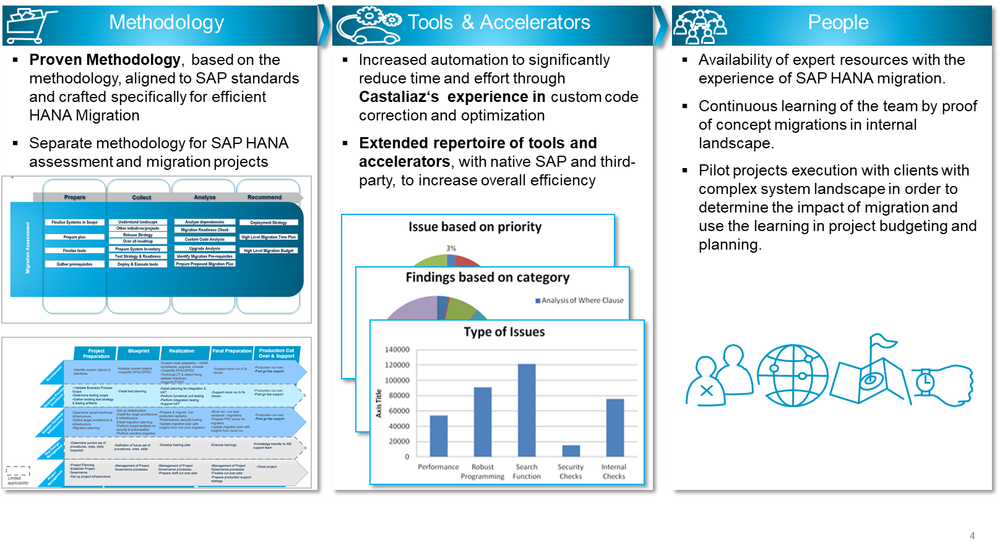 Methodology
▪ Proven Methodology, based on the
methodology, aligned to SAP standards
and crafted specifically for efficient
HANA Migration
▪ Separate methodology for SAP HANA
assessment and migration projects
Prepare Collect Analyse Recommend
Migration Assessment
Finalise Systems in Scope
Prepare plan
Finalize tools
Gather prerequisites
Understand landscape
Other initiatives/projects
Release Strategy
Over all roadmap
Prepare System Inventory
Test Strategy & Readiness
Deploy & Execute tools
Analyze dependencies
Migration Readiness Check
Custom Code Analysis
Upgrade Analysis
Identify Migration Pre-requisites
Prepare Proposed Migration Plan
Deployment Strategy
High Level Migration Time Plan
High Level Migration Budget
Project
Preparation
Blueprint
Realization
Final Preparation
Production Cut
Over & Support
Development
•Identify custom objects &
interfaces
•Analyze custom objects
•Check/fix SPAU/SPDD
•Custom code adaptation - HANA
compliance, upgrade, unicode
•Check/fix SPAU/SPDD
•Technical UT & defect fixing,
validate interfaces
•Support IT/UAT
•Support mock run & fix
issues
•Production cut over
•Post go live support
Business Process
Excellence
• Validate Business Process
Scope
•Determine testing scope
•Gather existing test strategy
& testing artifacts
•Detail test planning
•Detail planning for integration &
UAT
•Perform functional unit testing
•Perform integration testing
•Support UAT
•Support mock run & fix
issues
•Production cut over
•Post go live support
Solution Technical
Infrastructure
•Determine current technical
infrastructure
•Define target architecture &
infrastructure
•Migration planning
•Set up infrastructure
•Detail the target architecture
& infrastructure
•Detail migration planning
•Perform impact analysis on
security & authorization
•Perform sandbox migration
•Prepare & migrate non
production systems
•Performance, security testing
•Update migration plan with
insights from non prod migration
•Mock run / cut over
rehearsal / migrations
•Prepare PRD server for
migration
•Update migration plan with
insights from mock run
•Production cut over
•Post go live support
Org Change
Management
•Determine current set of
procedures, roles, skills
impacted
•Definition of future set of
procedures, roles, skills
•Develop training plan
•Execute trainings
•Knowledge transfer to AM
support team
Project
Management
•Project Planning
•Establish Project
Governance
•Set up project infrastructure
•Management of Project
Governance processes
•Management of Project
Governance processes
•Prepare draft cut over plan
•Management of Project
Governance processes
•Finalize cut over plan
•Prepare production support
strategy
•Close project
Limited
applicability
Tools & Accelerators
▪ Increased automation to significantly
reduce time and effort through
Castaliaz‘s experience in custom code
correction and optimization
▪ Extended repertoire of tools and
accelerators, with native SAP and third-
party, to increase overall efficiency
Issue based on priority
3%
Findings based on category
Analysis of Where Clause
Type of Issues
Axis Title
140000
120000
100000
80000
60000
40000
20000
0
Performance
Robust
Programming
Search
Function
Security
Checks
Internal
Checks
People
▪ Availability of expert resources with the
experience of SAP HANA migration.
▪ Continuous learning of the team by proof
of concept migrations in internal
landscape.
▪ Pilot projects execution with clients with
complex system landscape in order to
determine the impact of migration and
use the learning in project budgeting and
planning.
4